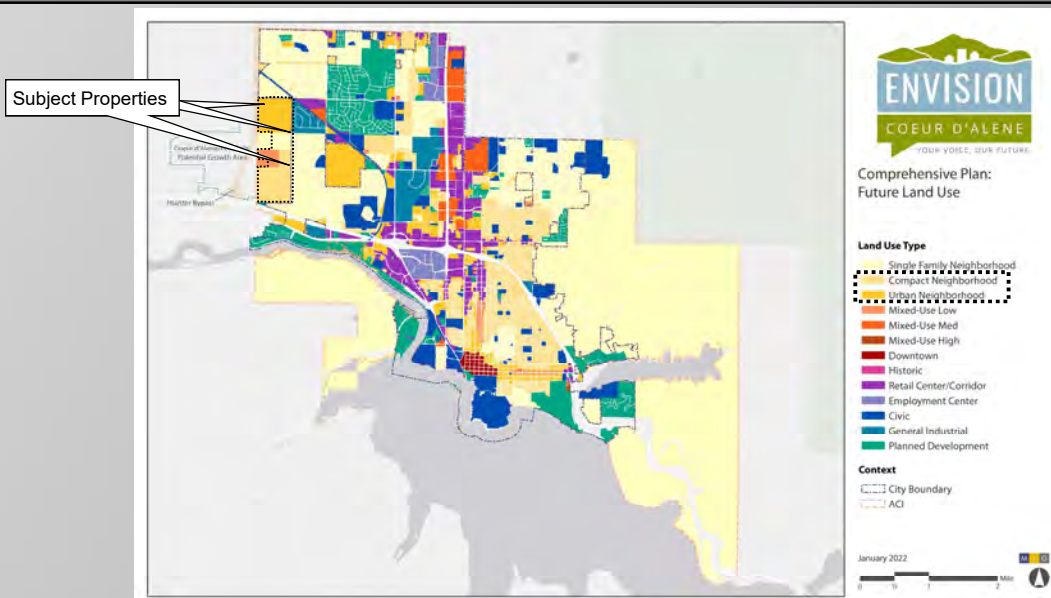 Subject Properties
Potential Growth Area
Huetter Bypass
ENVISION
COEUR D'ALENE
YOUR VOICE, OUR FUTURE
Comprehensive Plan:
Future Land Use
Land Use Type
Single Family Neighborhood
Compact Neighborhood
Urban Neighborhood
Mixed-Use Low
Mixed-Use Med
Mixed-Use High
Downtown
Historic
Retail Center/Corridor
Employment Center
Civic
General Industrial
Planned Development
Context
City Boundary
ACI
January 2022
M I G
0 ½ 1 2 Mile